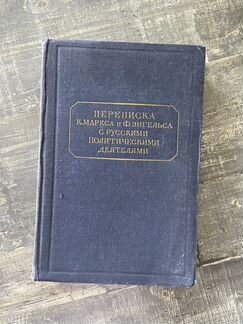 ПЕРЕПИСКА
К.МАРКСА и Ф.ЭНГЕЛЬСА
С РУССКИМИ
ПОЛИТИЧЕСКИМИ
ДЕЯТЕЛЯМИ